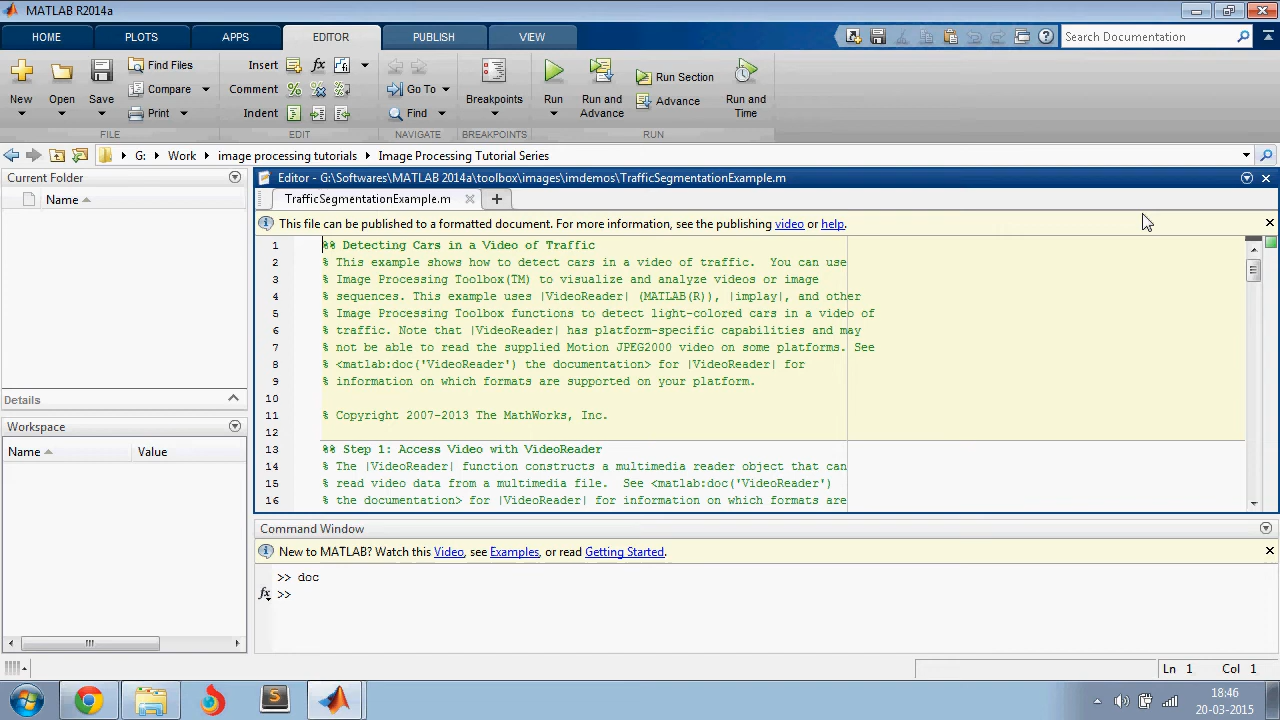 MATLAB R2014a
HOME PLOTS APPS EDITOR PUBLISH VIEW Search Documentation
Find Files Insert fx Run Section
Compare Comment Go To Advance
Print Indent Find
New Open Save Breakpoints Run Run and Advance Run and Time
FILE EDIT NAVIGATE BREAKPOINTS RUN
G: Work image processing tutorials Image Processing Tutorial Series
Current Folder
Name
Details
Workspace
Name Value
Editor - G:\Softwares\MATLAB 2014a\toolbox\images\imdemos\TrafficSegmentationExample.m
TrafficSegmentationExample.m
This file can be published to a formatted document. For more information, see the publishing video or help.
1 %% Detecting Cars in a Video of Traffic
2 % This example shows how to detect cars in a video of traffic.  You can use
3 % Image Processing Toolbox(TM) to visualize and analyze videos or image
4 % sequences. This example uses |VideoReader| (MATLAB(R)), |implay|, and other
5 % Image Processing Toolbox functions to detect light-colored cars in a video of
6 % traffic. Note that |VideoReader| has platform-specific capabilities and may
7 % not be able to read the supplied Motion JPEG2000 video on some platforms. See
8 % <matlab:doc('VideoReader') the documentation> for |VideoReader| for
9 % information on which formats are supported on your platform.
10
11 % Copyright 2007-2013 The MathWorks, Inc.
12
13 %% Step 1: Access Video with VideoReader
14 % The |VideoReader| function constructs a multimedia reader object that can
15 % read video data from a multimedia file.  See <matlab:doc('VideoReader')
16 % the documentation> for |VideoReader| for information on which formats are
Command Window
New to MATLAB? Watch this Video, see Examples, or read Getting Started.
>> doc
fx >>
Ln 1 Col 1
18:46
20-03-2015